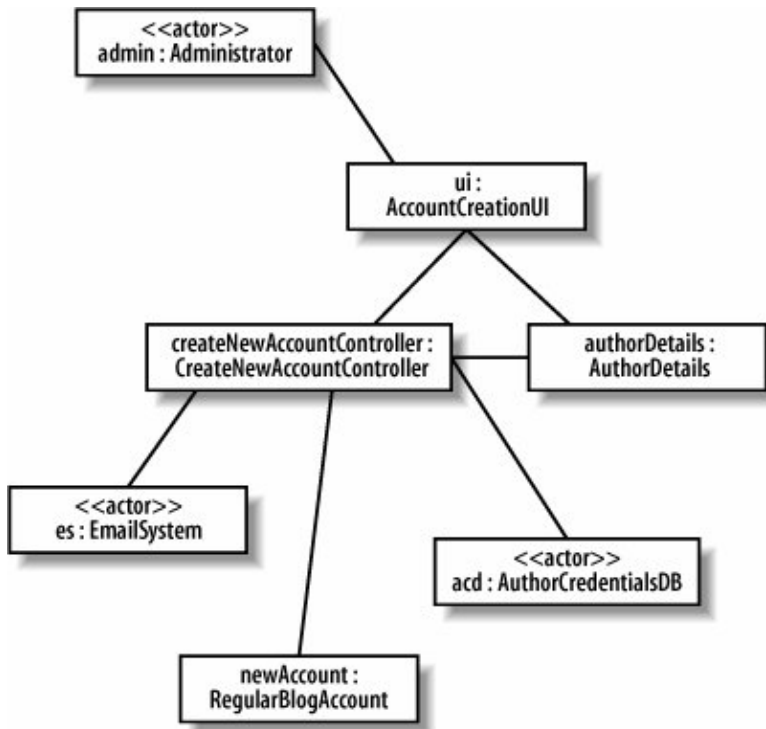 <<actor>>
admin : Administrator
ui :
AccountCreationUI
createNewAccountController :
CreateNewAccountController
authorDetails :
AuthorDetails
<<actor>>
es : EmailSystem
<<actor>>
acd : AuthorCredentialsDB
newAccount :
RegularBlogAccount